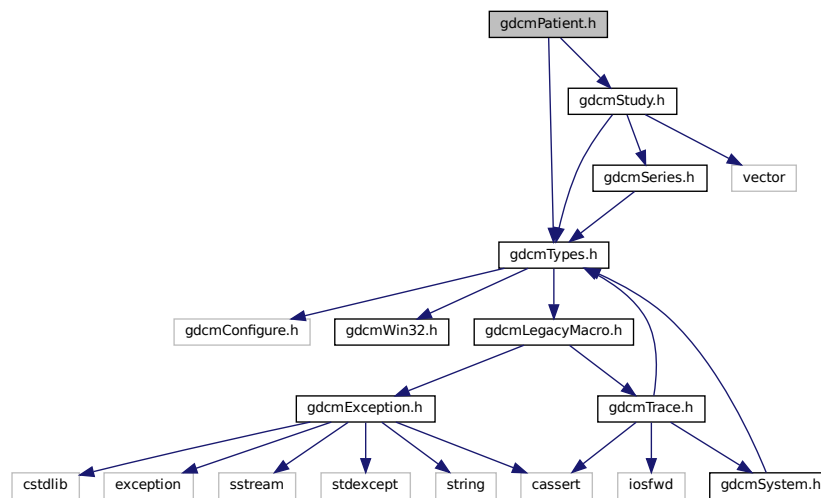 gdcmPatient.h
gdcmStudy.h
gdcmSeries.h
vector
gdcmTypes.h
gdcmConfigure.h
gdcmWin32.h
gdcmLegacyMacro.h
gdcmException.h
gdcmTrace.h
cstdlib
exception
sstream
stdexcept
string
cassert
iosfwd
gdcmSystem.h